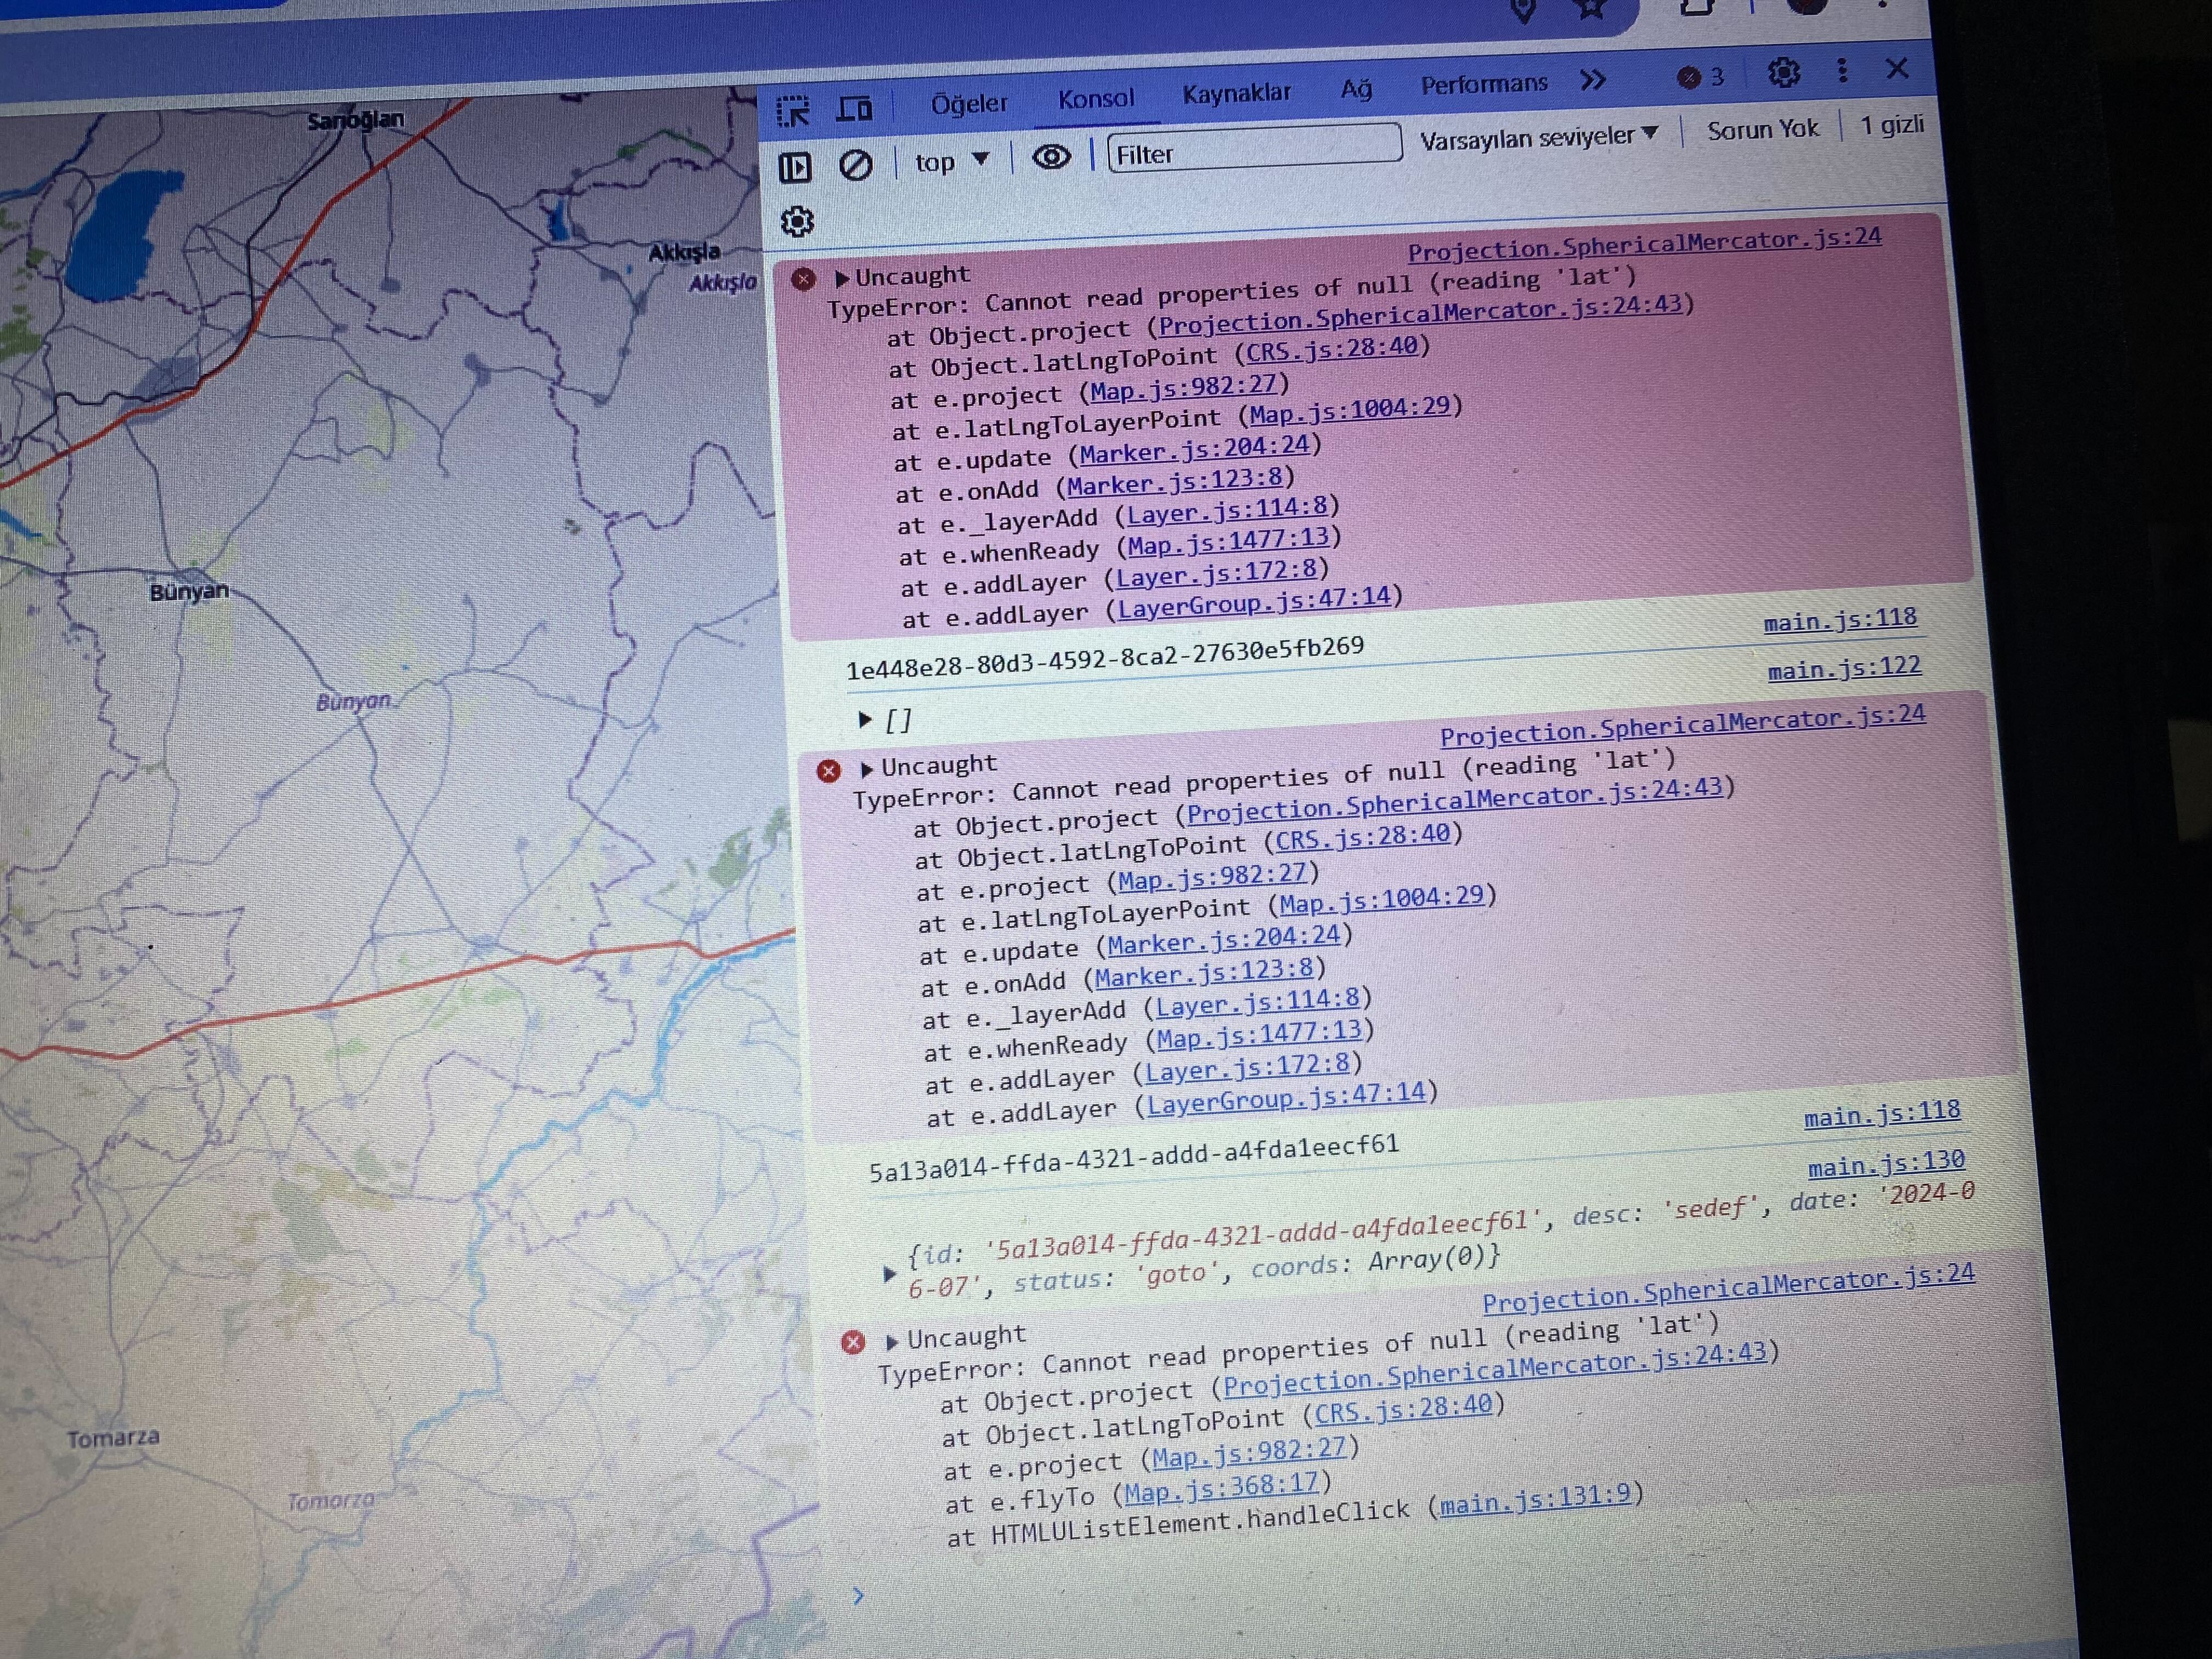 Sarıoğlan
Akkışla
Akkışla
Bünyan
Bünyan
Tomarza
Tomarza
Öğeler Konsol Kaynaklar Ağ Performans 3
top Filter Varsayılan seviyeler Sorun Yok 1 gizli
Uncaught Projection.SphericalMercator.js:24
TypeError: Cannot read properties of null (reading 'lat')
at Object.project (Projection.SphericalMercator.js:24:43)
at Object.latLngToPoint (CRS.js:28:40)
at e.project (Map.js:982:27)
at e.latLngToLayerPoint (Map.js:1004:29)
at e.update (Marker.js:204:24)
at e.onAdd (Marker.js:123:8)
at e._layerAdd (Layer.js:114:8)
at e.whenReady (Map.js:1477:13)
at e.addLayer (Layer.js:172:8)
at e.addLayer (LayerGroup.js:47:14)
1e448e28-80d3-4592-8ca2-27630e5fb269 main.js:118
main.js:122
[]
Uncaught Projection.SphericalMercator.js:24
TypeError: Cannot read properties of null (reading 'lat')
at Object.project (Projection.SphericalMercator.js:24:43)
at Object.latLngToPoint (CRS.js:28:40)
at e.project (Map.js:982:27)
at e.latLngToLayerPoint (Map.js:1004:29)
at e.update (Marker.js:204:24)
at e.onAdd (Marker.js:123:8)
at e._layerAdd (Layer.js:114:8)
at e.whenReady (Map.js:1477:13)
at e.addLayer (Layer.js:172:8)
at e.addLayer (LayerGroup.js:47:14)
5a13a014-ffda-4321-addd-a4fda1eecf61 main.js:118
main.js:130
{id: '5a13a014-ffda-4321-addd-a4fda1eecf61', desc: 'sedef', date: '2024-0
6-07', status: 'goto', coords: Array(0)}
Uncaught Projection.SphericalMercator.js:24
TypeError: Cannot read properties of null (reading 'lat')
at Object.project (Projection.SphericalMercator.js:24:43)
at Object.latLngToPoint (CRS.js:28:40)
at e.project (Map.js:982:27)
at e.flyTo (Map.js:368:17)
at HTMLUListElement.handleClick (main.js:131:9)